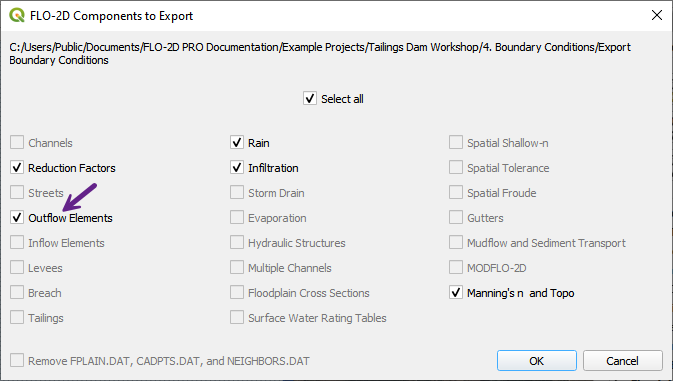 FLO-2D Components to Export
C:/Users/Public/Documents/FLO-2D PRO Documentation/Example Projects/Tailings Dam Workshop/4. Boundary Conditions/Export
Boundary Conditions
Select all
Channels
Reduction Factors
Streets
Outflow Elements
Inflow Elements
Levees
Breach
Tailings
Rain
Infiltration
Storm Drain
Evaporation
Hydraulic Structures
Multiple Channels
Floodplain Cross Sections
Surface Water Rating Tables
Spatial Shallow-n
Spatial Tolerance
Spatial Froude
Gutters
Mudflow and Sediment Transport
MODFLO-2D
Manning's n and Topo
Remove FPLAIN.DAT, CADPTS.DAT, and NEIGHBORS.DAT
OK
Cancel